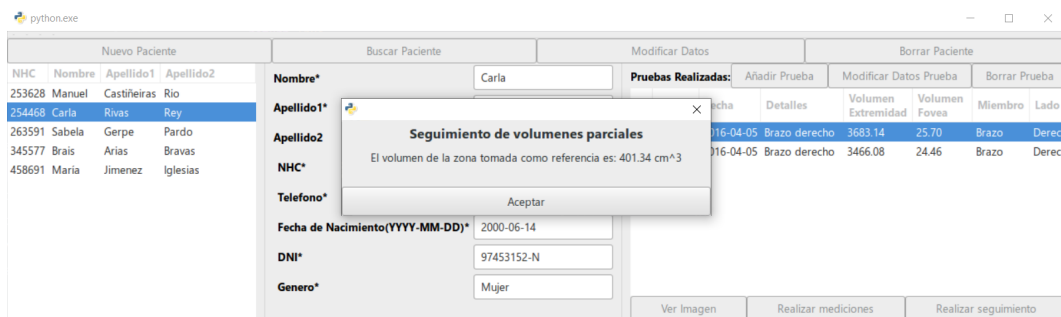 python.exe
Nuevo Paciente Buscar Paciente Modificar Datos Borrar Paciente
NHC Nombre Apellido1 Apellido2
253628 Manuel Castiñeiras Rio
254468 Carla Rivas Rey
263591 Sabela Gerpe Pardo
345577 Brais Arias Bravas
458691 Maria Jimenez Iglesias
Nombre* Carla
Apellido1*
Apellido2
NHC*
Telefono*
Fecha de Nacimiento(YYYY-MM-DD)* 2000-06-14
DNI* 97453152-N
Genero* Mujer
Seguimiento de volumenes parciales
El volumen de la zona tomada como referencia es: 401.34 cm^3
Aceptar
Pruebas Realizadas: Añadir Prueba Modificar Datos Prueba Borrar Prueba
echa Detalles Volumen Extremidad Volumen Fovea Miembro Lado
016-04-05 Brazo derecho 3683.14 25.70 Brazo Derec
016-04-05 Brazo derecho 3466.08 24.46 Brazo Derec
Ver Imagen Realizar mediciones Realizar seguimiento